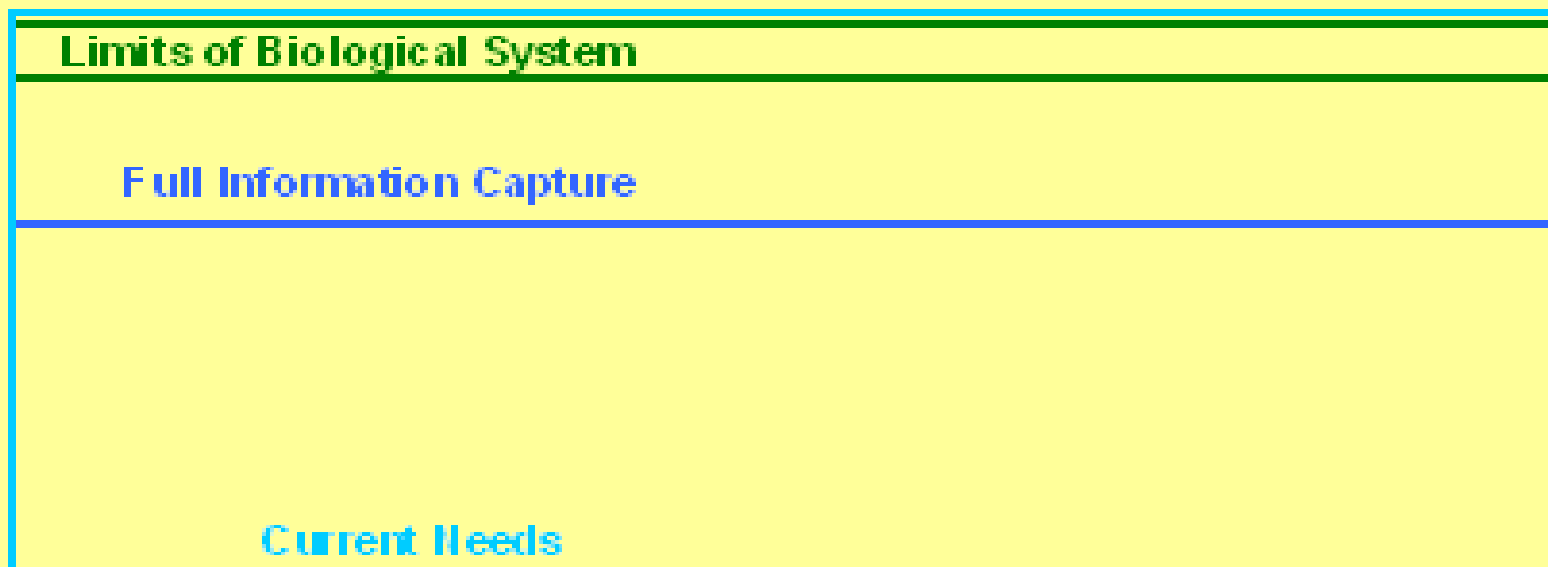 Limits of Biological System
Full Information Capture
Current Needs